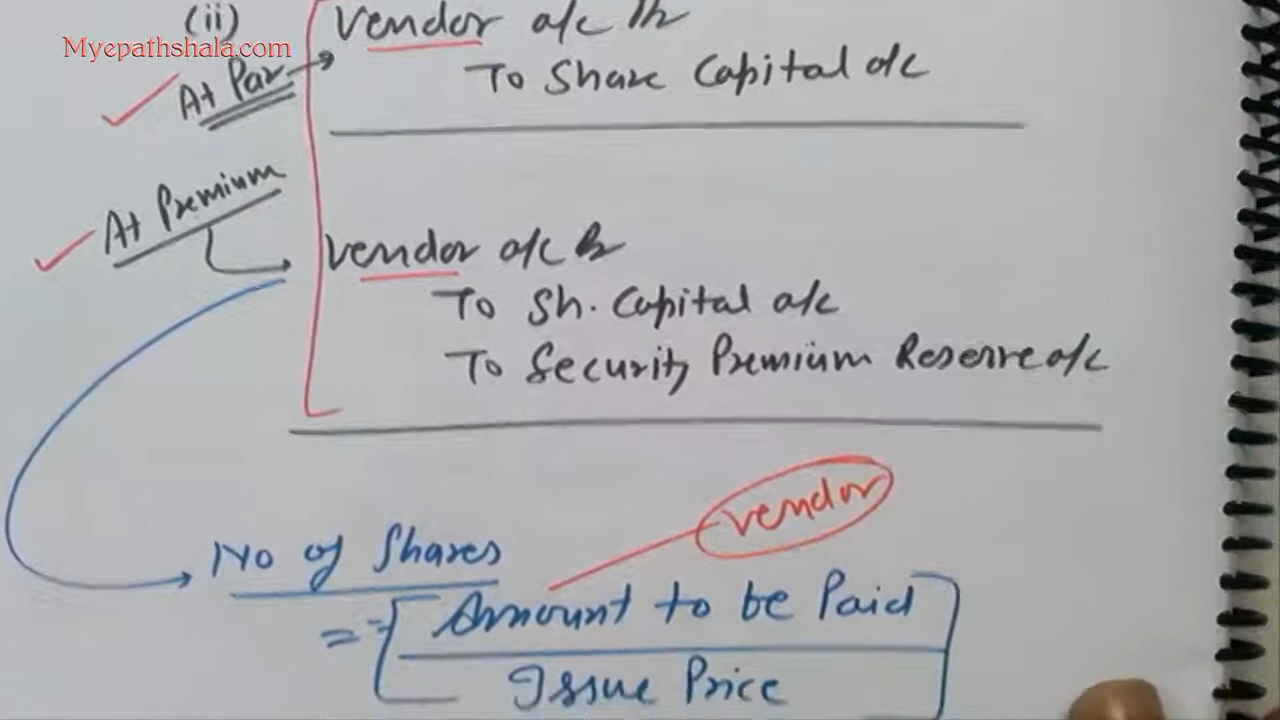 (ii)
Myepathshala.com
At Par
Vendor a/c Dr
To Share Capital a/c
At Premium
Vendor a/c Dr
To Sh. Capital a/c
To Security Premium Reserve a/c
vendor
No of Shares
= [Amount to be Paid
Issue Price]